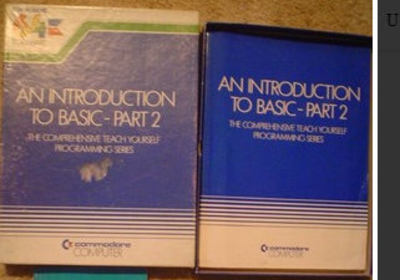 AN INTRODUCTION
TO BASIC-PART 2
THE COMPREHENSIVE TEACH YOURSELF
PROGRAMMING SERIES
commodore
COMPUTER
AN INTRODUCTION
TO BASIC-PART 2
THE COMPREHENSIVE TEACH YOURSELF
PROGRAMMING SERIES
commodore
COMPUTER
U